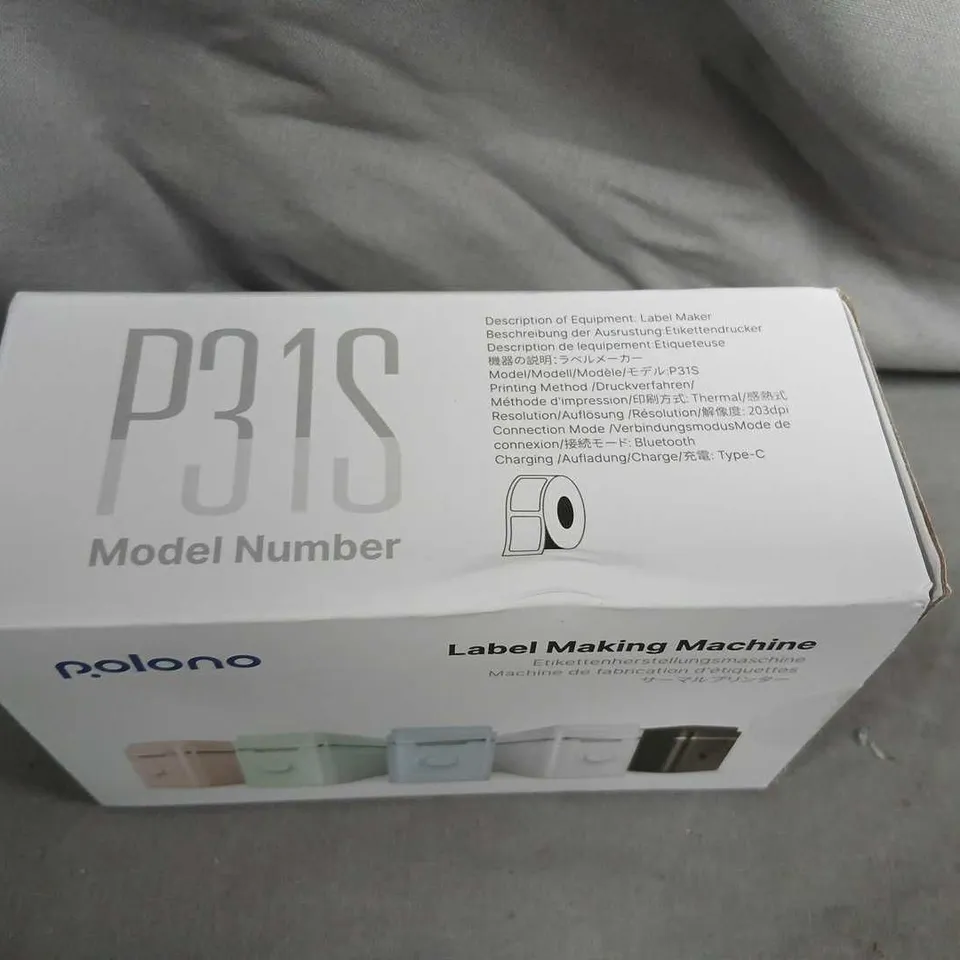 P31S
Model Number
Description of Equipment: Label Maker
Beschreibung der Ausrustung:Etikettendrucker
Description de lequipement:Etiqueteuse
機器の説明:ラベルメーカー
Model/Modell/Modèle/モデル:P31S
Printing Method /Druckverfahren/
Méthode d'impression/印刷方式: Thermal/感熱式
Resolution/Auflösung /Résolution/解像度: 203dpi
Connection Mode /VerbindungsmodusMode de
connexion/接続モード: Bluetooth
Charging /Aufladung/Charge/充電: Type-C
polono
Label Making Machine
Etikettenherstellungsmaschine
Machine de fabrication d'étiquettes
サーマルプリンター